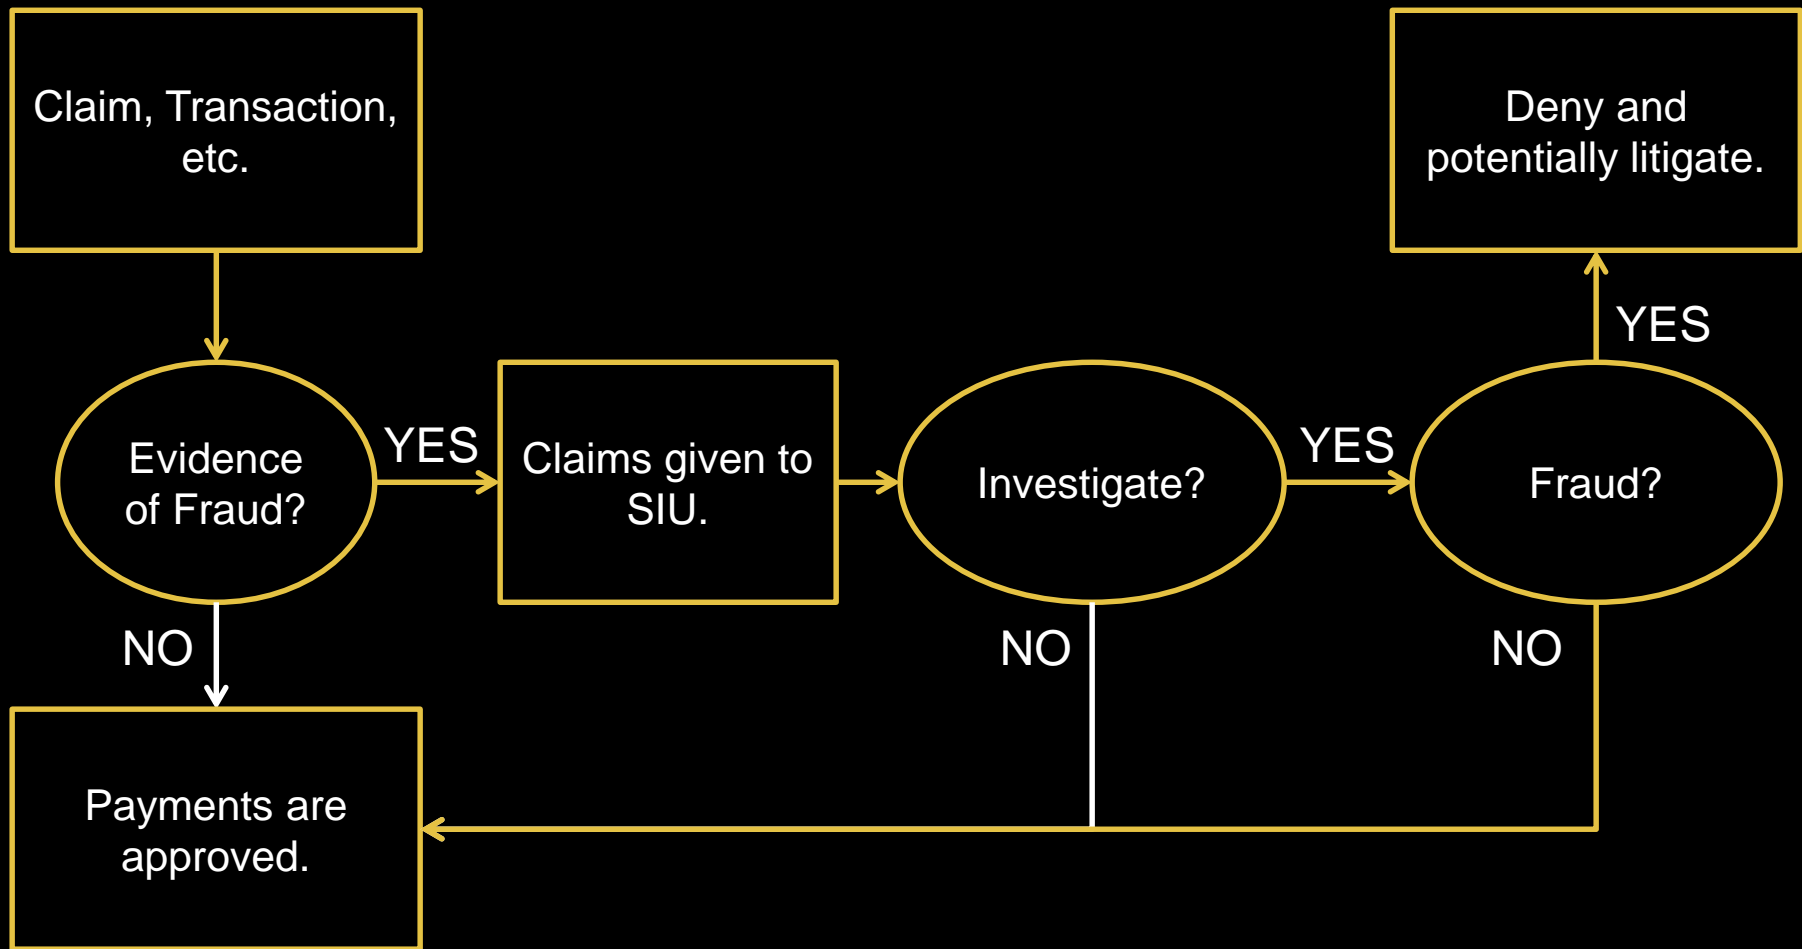 Claim, Transaction,
etc.
Deny and
potentially litigate.
YES
Evidence
of Fraud?
YES
Claims given to
SIU.
Investigate?
YES
Fraud?
NO
NO
NO
Payments are
approved.